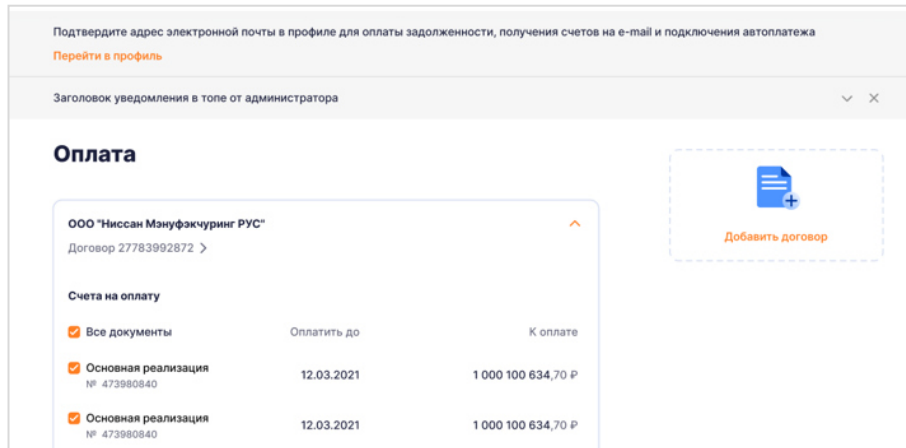 Подтвердите адрес электронной почты в профиле для оплаты задолженности, получения счетов на e-mail и подключения автоплатежа
Перейти в профиль
Заголовок уведомления в топе от администратора
Оплата
ООО "Ниссан Мэнуфэкчуринг РУС"
Договор 27783992872
Добавить договор
Счета на оплату
Все документы Оплатить до К оплате
Основная реализация
№ 473980840
12.03.2021 1 000 100 634,70 ₽
Основная реализация
№ 473980840
12.03.2021 1 000 100 634,70 ₽